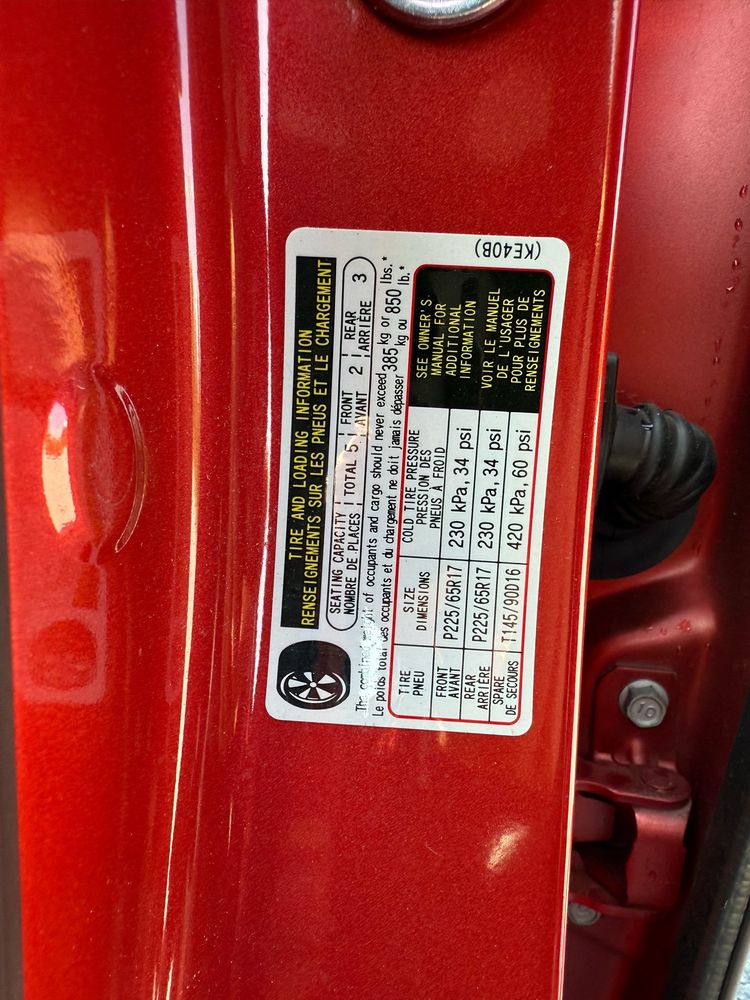 TIRE AND LOADING INFORMATION
RENSEIGNEMENTS SUR LES PNEUS ET LE CHARGEMENT
SEATING CAPACITY TOTAL 5 FRONT 2 REAR 3
NOMBRE DE PLACES AVANT ARRIÈRE
The combined weight of occupants and cargo should never exceed 385 kg or 850 lbs.*
Le poids total des occupants et du chargement ne doit jamais dépasser kg ou lb.*
TIRE SIZE COLD TIRE PRESSURE
PNEU DIMENSIONS PRESSION DES
PNEUS À FROID
FRONT P225/65R17 230 kPa, 34 psi
AVANT
REAR P225/65R17 230 kPa, 34 psi
ARRIÈRE
SPARE T145/90D16 420 kPa, 60 psi
DE SECOURS
SEE OWNER'S
MANUAL FOR
ADDITIONAL
INFORMATION
VOIR LE MANUEL
DE L'USAGER
POUR PLUS DE
RENSEIGNEMENTS
(KE40B)
10